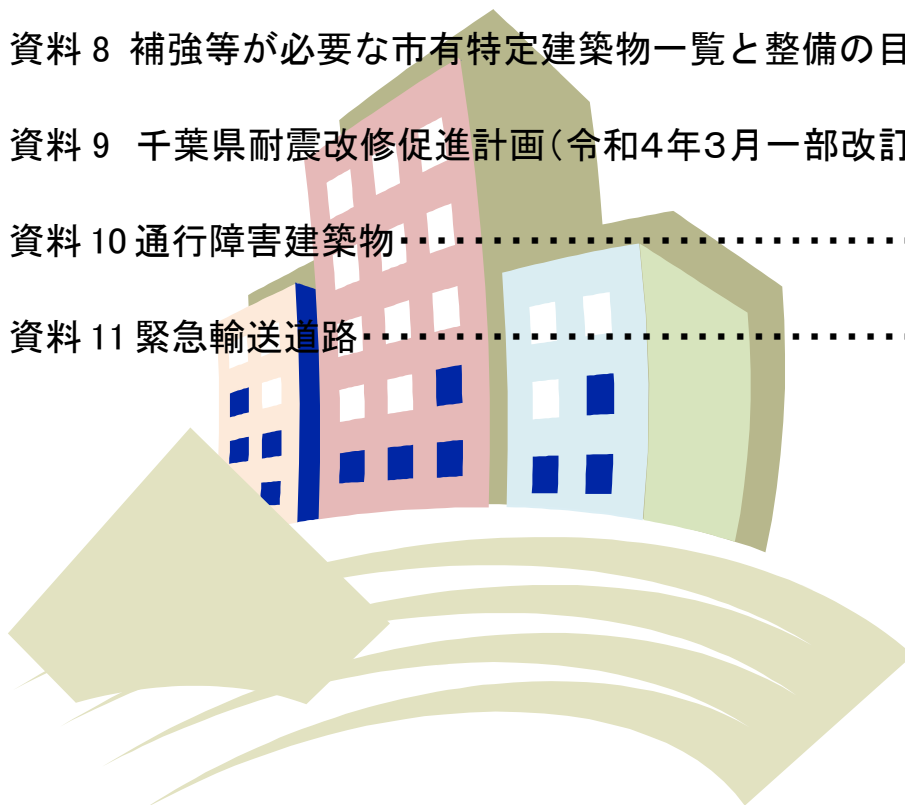 資料 8 補強等が必要な市有特定建築物一覧と整備の目
資料 9 千葉県耐震改修促進計画(令和4年3月一部改訂
資料 10 通行障害建築物・・・・・・・・・・・・・・・・・・・・・・・・
資料 11 緊急輸送道路・・・・・・・・・・・・・・・・・・・・・・・・・・